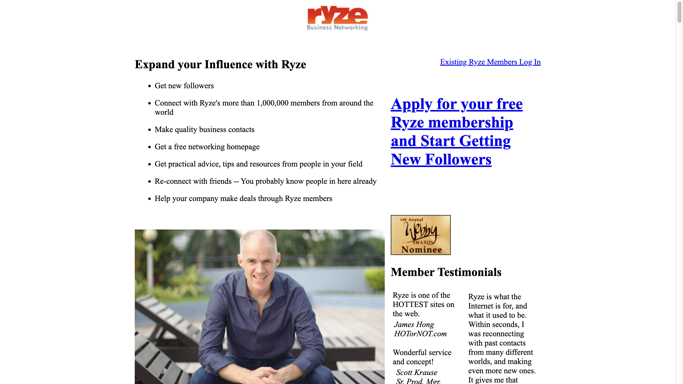 ryze
Business Networking
Expand your Influence with Ryze
Existing Ryze Members Log In
• Get new followers
• Connect with Ryze's more than 1,000,000 members from around the
world
• Make quality business contacts
• Get a free networking homepage
• Get practical advice, tips and resources from people in your field
• Re-connect with friends -- You probably know people in here already
• Help your company make deals through Ryze members
Apply for your free
Ryze membership
and Start Getting
New Followers
6th Annual
Webby
AWARDS
Nominee
Member Testimonials
Ryze is one of the
HOTTEST sites on
the web.
James Hong
HOTorNOT.com
Wonderful service
and concept!
Scott Krause
Sr. Prod. Mgr.
Ryze is what the
Internet is for, and
what it used to be.
Within seconds, I
was reconnecting
with past contacts
from many different
worlds, and making
even more new ones.
It gives me that